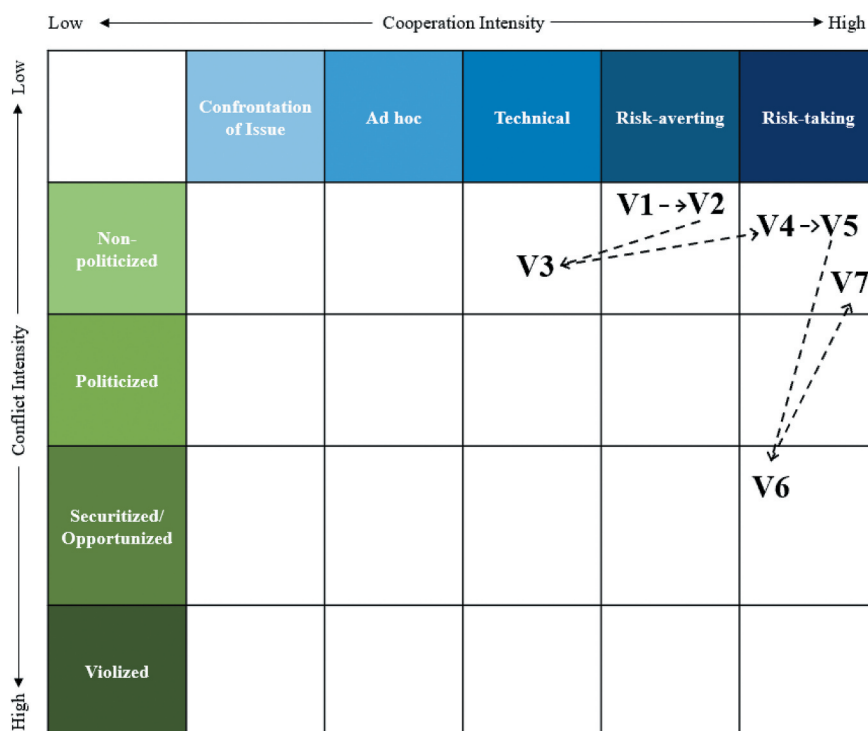 Low Cooperation Intensity High
Low
Conflict Intensity
High
Confrontation
of Issue
Ad hoc
Technical
Risk-averting
Risk-taking
Non-
politicized
V1 V2
V4 V5
V3
V7
Politicized
Securitized/
Opportunized
V6
Violized